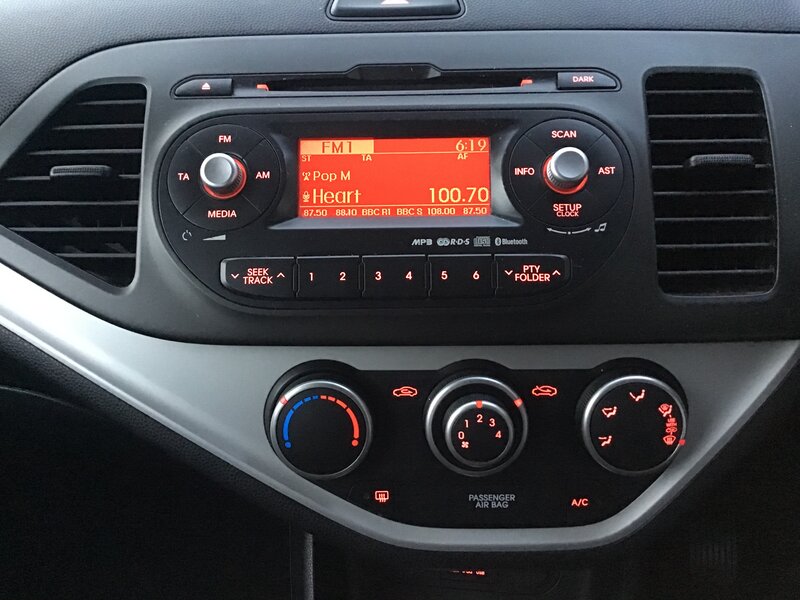 DARK
FM
TA
AM
MEDIA
FM1 6:19
ST TA AF
Pop M
Heart 100.70
87.50 88.10 BBC R1 BBC S 108.00 87.50
SCAN
INFO
AST
SETUP
CLOCK
MP3 R·D·S Bluetooth
SEEK
TRACK
1 2 3 4 5 6
PTY
FOLDER
0 1 2 3 4
PASSENGER
AIR BAG
A/C